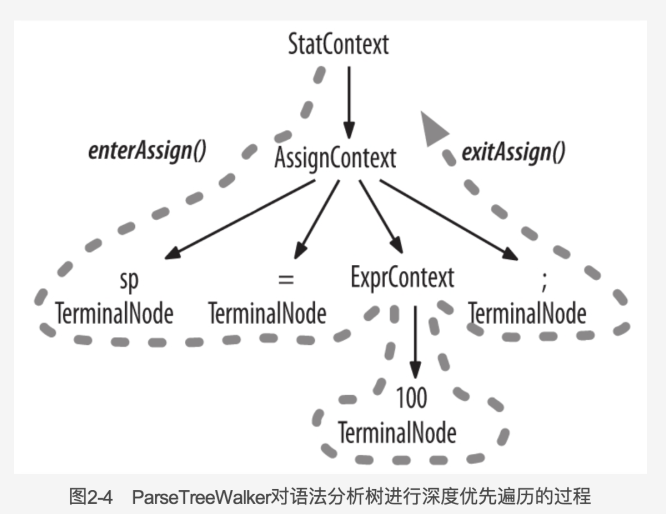 StatContext
enterAssign()
AssignContext
exitAssign()
sp
=
ExprContext
;
TerminalNode
TerminalNode
TerminalNode
100
TerminalNode
图2-4 ParseTreeWalker对语法分析树进行深度优先遍历的过程